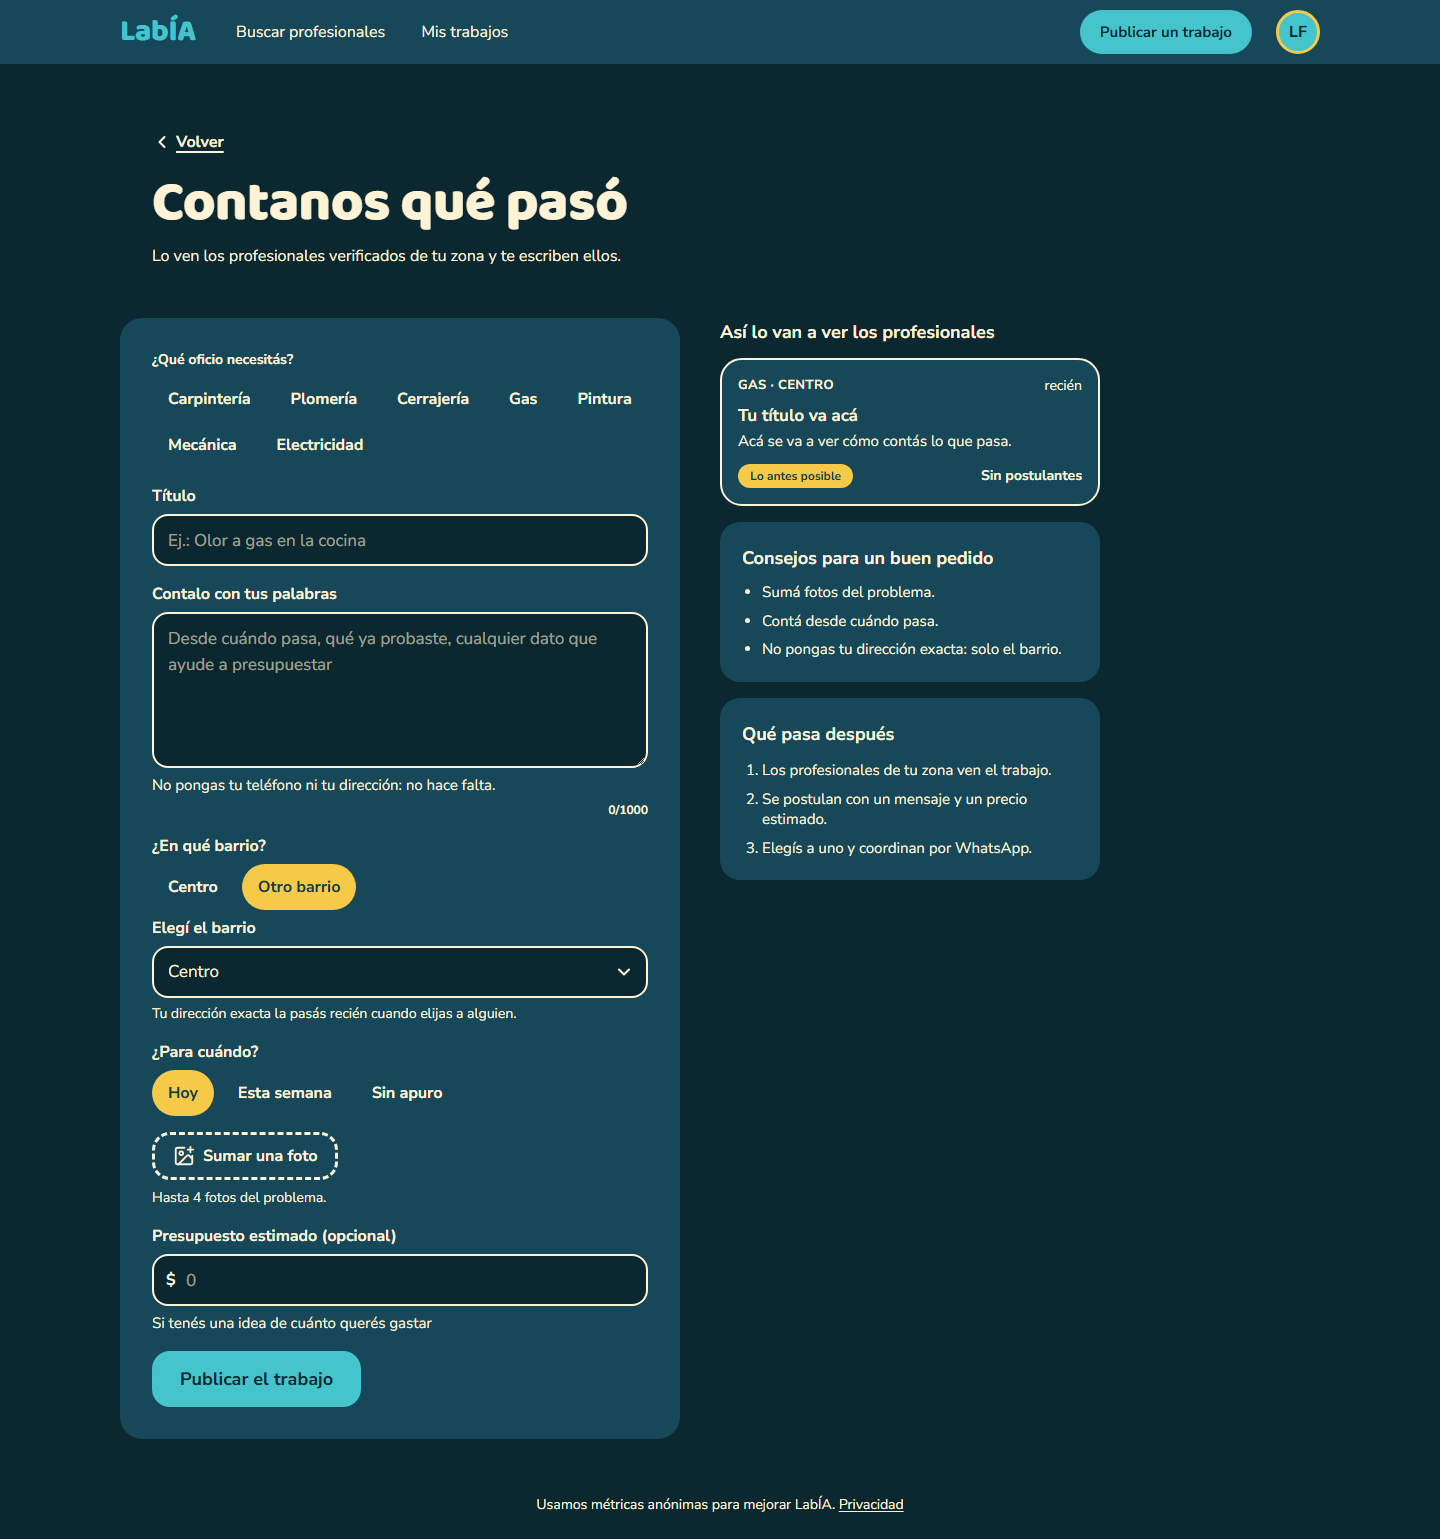 LabÍA
Buscar profesionales
Mis trabajos
Publicar un trabajo
LF
Volver
Contanos qué pasó
Lo ven los profesionales verificados de tu zona y te escriben ellos.
¿Qué oficio necesitás?
Carpintería Plomería Cerrajería Gas Pintura
Mecánica Electricidad
Título
Ej.: Olor a gas en la cocina
Contalo con tus palabras
Desde cuándo pasa, qué ya probaste, cualquier dato que
ayude a presupuestar
No pongas tu teléfono ni tu dirección: no hace falta.
0/1000
¿En qué barrio?
Centro Otro barrio
Elegí el barrio
Centro
Tu dirección exacta la pasás recién cuando elijas a alguien.
¿Para cuándo?
Hoy Esta semana Sin apuro
Sumar una foto
Hasta 4 fotos del problema.
Presupuesto estimado (opcional)
$ 0
Si tenés una idea de cuánto querés gastar
Publicar el trabajo
Así lo van a ver los profesionales
GAS · CENTRO recién
Tu título va acá
Acá se va a ver cómo contás lo que pasa.
Lo antes posible Sin postulantes
Consejos para un buen pedido
• Sumá fotos del problema.
• Contá desde cuándo pasa.
• No pongas tu dirección exacta: solo el barrio.
Qué pasa después
1. Los profesionales de tu zona ven el trabajo.
2. Se postulan con un mensaje y un precio
estimado.
3. Elegís a uno y coordinan por WhatsApp.
Usamos métricas anónimas para mejorar LabÍA. Privacidad